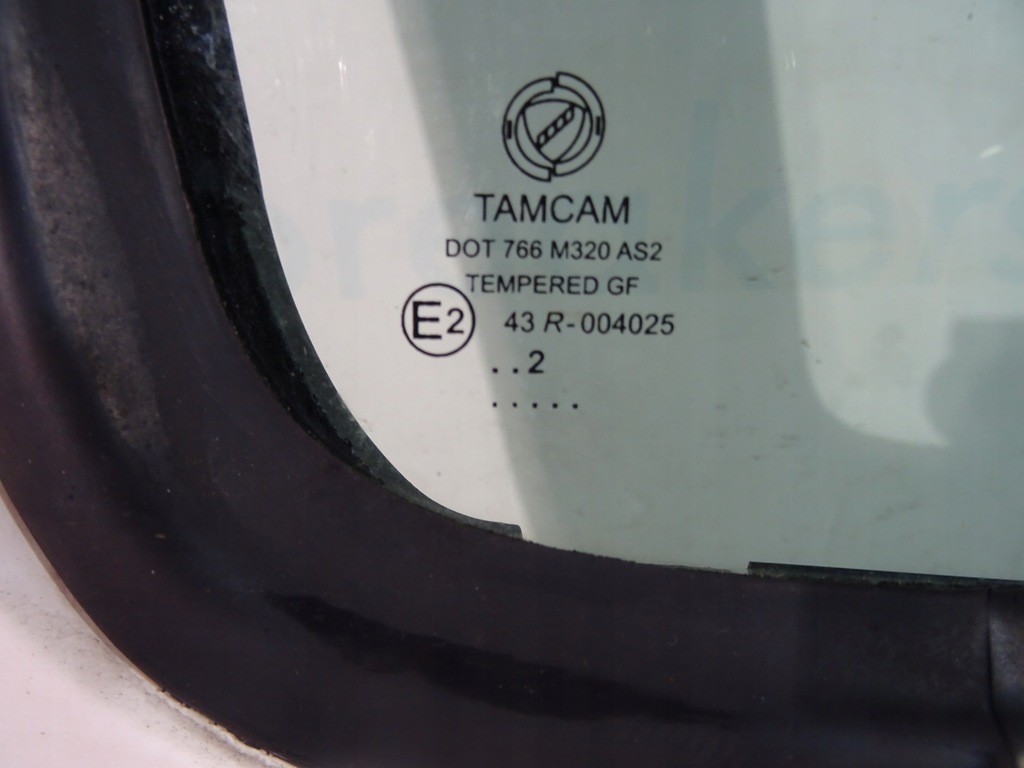 TAMCAM
DOT 766 M320 AS2
TEMPERED GF
E2 43 R-004025
. . 2
. . . . .